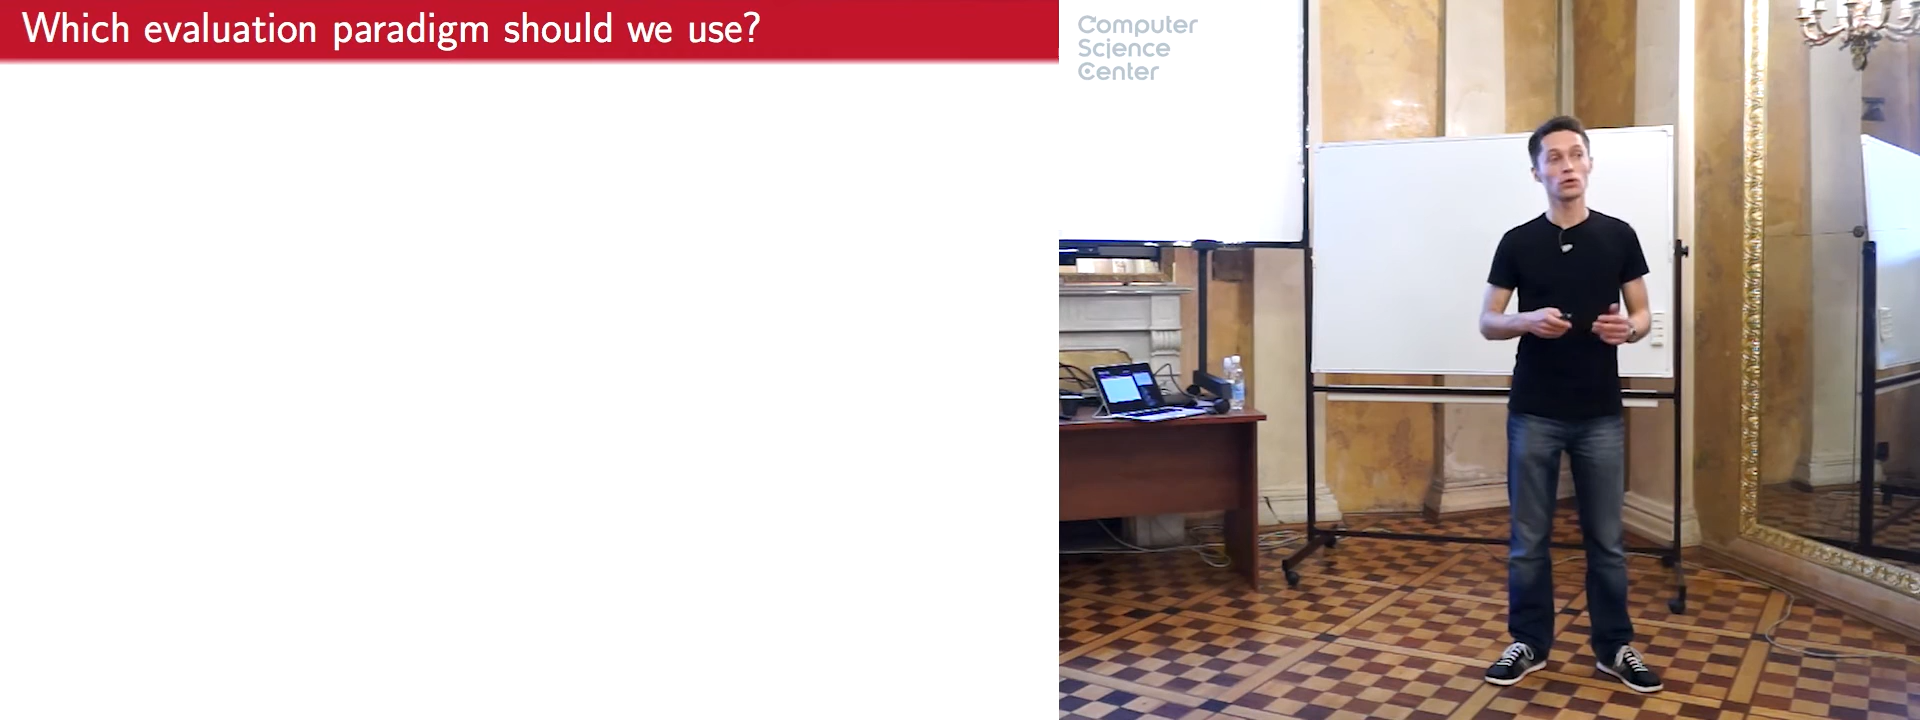 Which evaluation paradigm should we use?
Computer
Science
Center